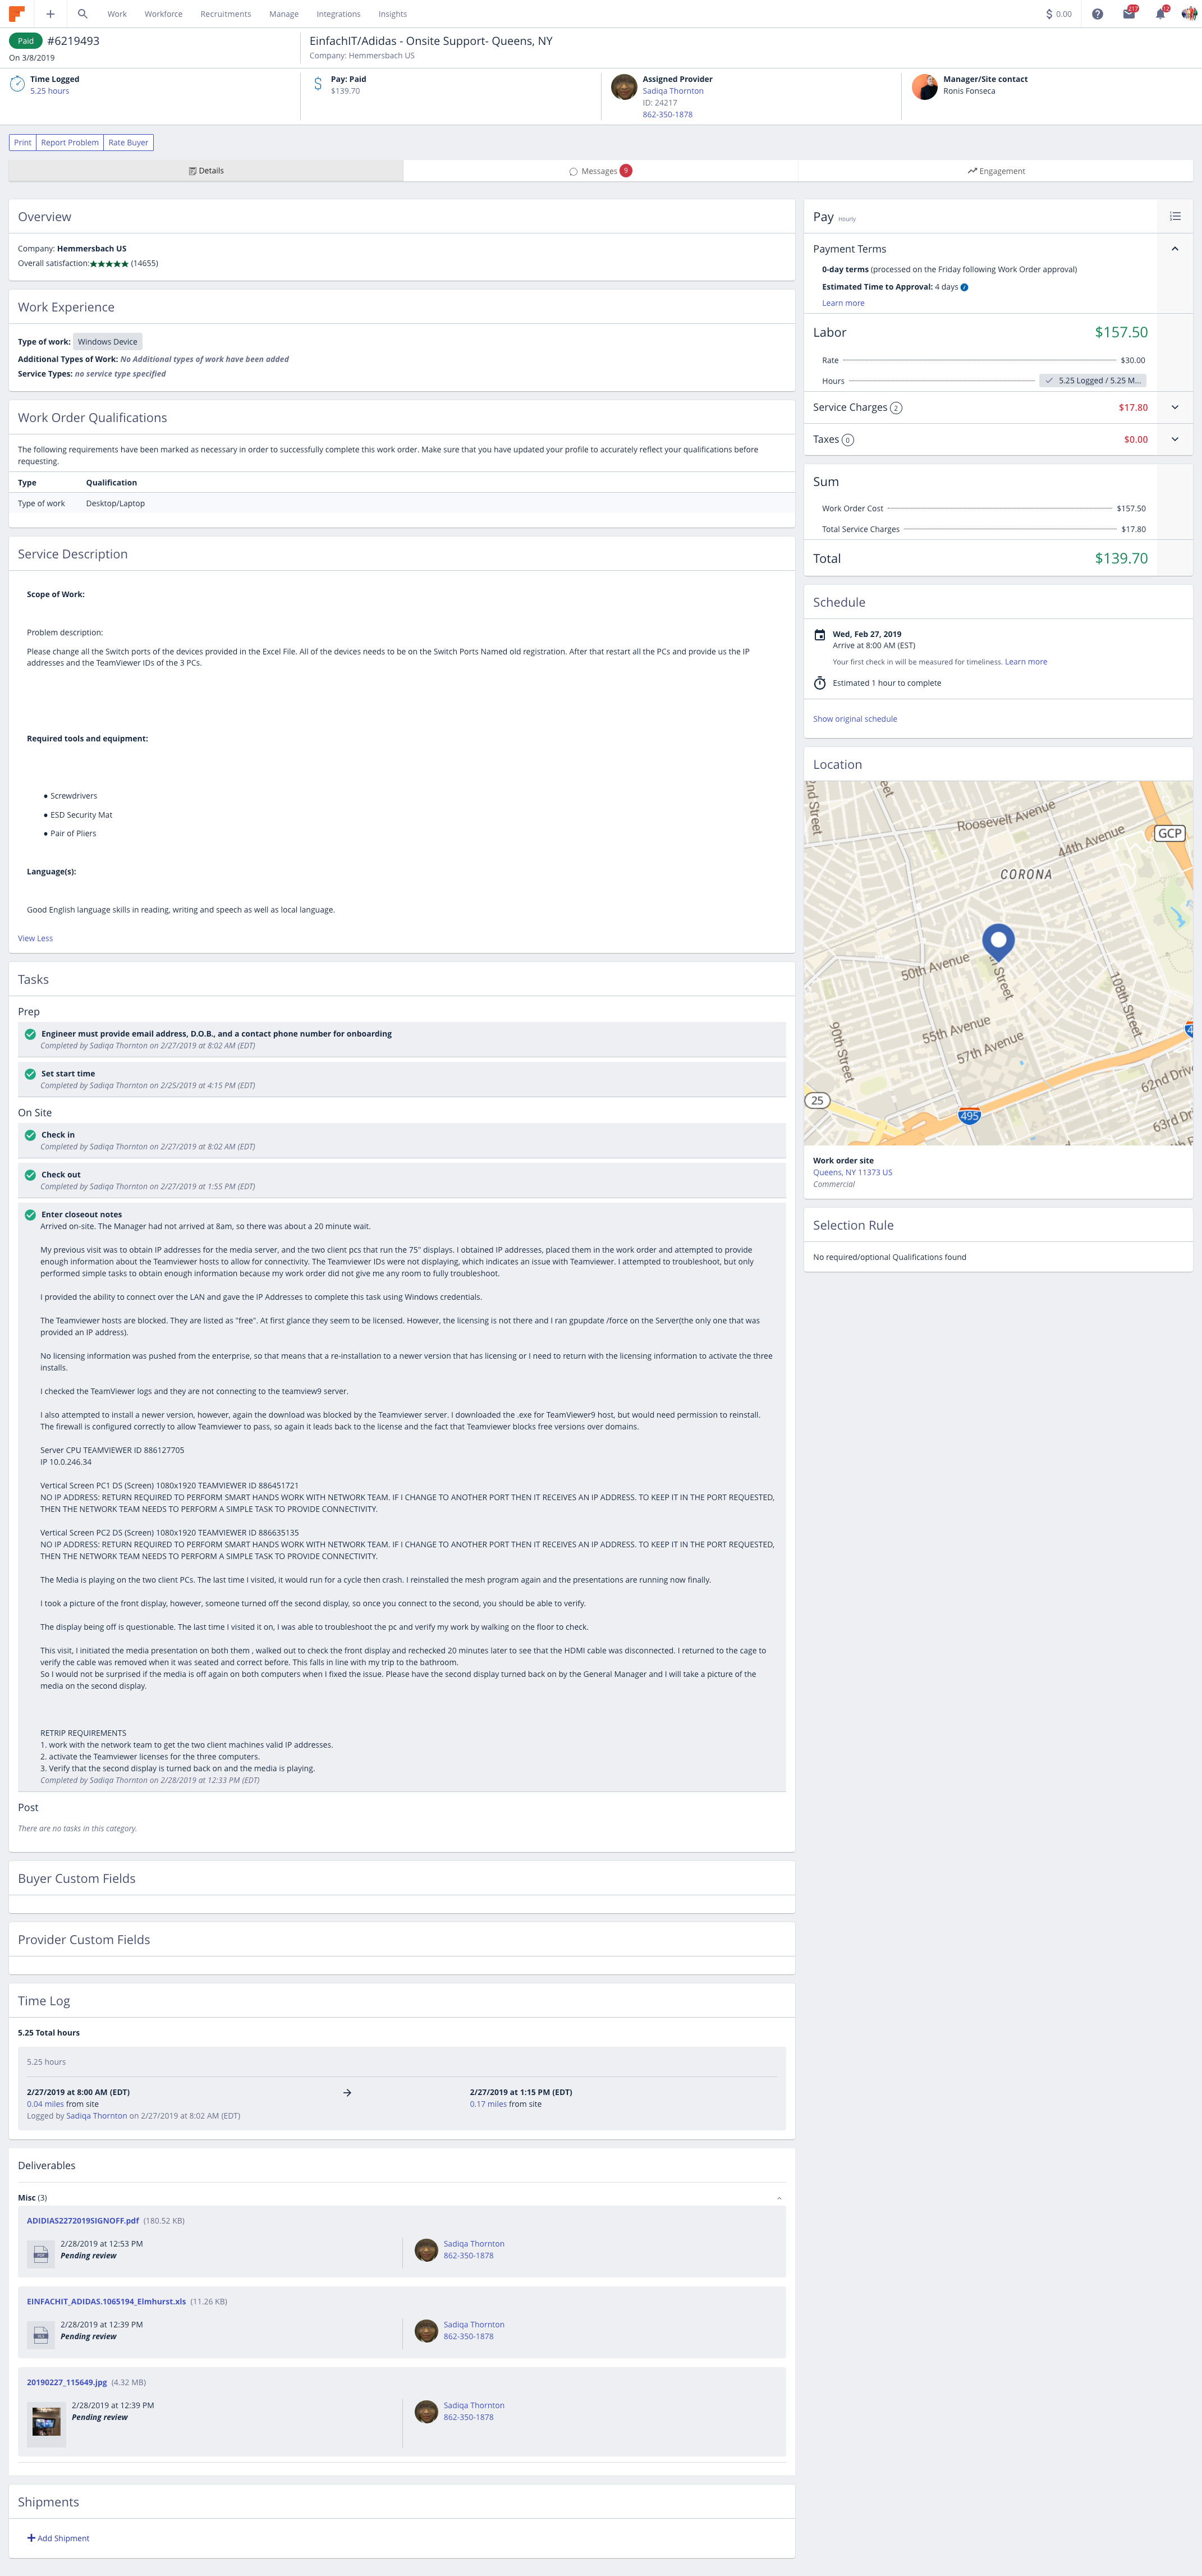 Work Workforce Recruitments Manage Integrations Insights $ 0.00 217 12
Paid #6219493
On 3/8/2019
EinfachIT/Adidas - Onsite Support- Queens, NY
Company: Hemmersbach US
Time Logged
5.25 hours
Pay: Paid
$139.70
Assigned Provider
Sadiqa Thornton
ID: 24217
862-350-1878
Manager/Site contact
Ronis Fonseca
Print Report Problem Rate Buyer
Details Messages 9 Engagement
Overview
Company: Hemmersbach US
Overall satisfaction:★★★★★ (14655)
Work Experience
Type of work: Windows Device
Additional Types of Work: No Additional types of work have been added
Service Types: no service type specified
Work Order Qualifications
The following requirements have been marked as necessary in order to successfully complete this work order. Make sure that you have updated your profile to accurately reflect your qualifications before
requesting.
Type Qualification
Type of work Desktop/Laptop
Service Description
Scope of Work:
Problem description:
Please change all the Switch ports of the devices provided in the Excel File. All of the devices needs to be on the Switch Ports Named old registration. After that restart all the PCs and provide us the IP
addresses and the TeamViewer IDs of the 3 PCs.
Required tools and equipment:
● Screwdrivers
● ESD Security Mat
● Pair of Pliers
Language(s):
Good English language skills in reading, writing and speech as well as local language.
View Less
Tasks
Prep
Engineer must provide email address, D.O.B., and a contact phone number for onboarding
Completed by Sadiqa Thornton on 2/27/2019 at 8:02 AM (EDT)
Set start time
Completed by Sadiqa Thornton on 2/25/2019 at 4:15 PM (EDT)
On Site
Check in
Completed by Sadiqa Thornton on 2/27/2019 at 8:02 AM (EDT)
Check out
Completed by Sadiqa Thornton on 2/27/2019 at 1:55 PM (EDT)
Enter closeout notes
Arrived on-site. The Manager had not arrived at 8am, so there was about a 20 minute wait.
My previous visit was to obtain IP addresses for the media server, and the two client pcs that run the 75" displays. I obtained IP addresses, placed them in the work order and attempted to provide
enough information about the Teamviewer hosts to allow for connectivity. The Teamviewer IDs were not displaying, which indicates an issue with Teamviewer. I attempted to troubleshoot, but only
performed simple tasks to obtain enough information because my work order did not give me any room to fully troubleshoot.
I provided the ability to connect over the LAN and gave the IP Addresses to complete this task using Windows credentials.
The Teamviewer hosts are blocked. They are listed as "free". At first glance they seem to be licensed. However, the licensing is not there and I ran gpupdate /force on the Server(the only one that was
provided an IP address).
No licensing information was pushed from the enterprise, so that means that a re-installation to a newer version that has licensing or I need to return with the licensing information to activate the three
installs.
I checked the TeamViewer logs and they are not connecting to the teamview9 server.
I also attempted to install a newer version, however, again the download was blocked by the Teamviewer server. I downloaded the .exe for TeamViewer9 host, but would need permission to reinstall.
The firewall is configured correctly to allow Teamviewer to pass, so again it leads back to the license and the fact that Teamviewer blocks free versions over domains.
Server CPU TEAMVIEWER ID 886127705
IP 10.0.246.34
Vertical Screen PC1 DS (Screen) 1080x1920 TEAMVIEWER ID 886451721
NO IP ADDRESS: RETURN REQUIRED TO PERFORM SMART HANDS WORK WITH NETWORK TEAM. IF I CHANGE TO ANOTHER PORT THEN IT RECEIVES AN IP ADDRESS. TO KEEP IT IN THE PORT REQUESTED,
THEN THE NETWORK TEAM NEEDS TO PERFORM A SIMPLE TASK TO PROVIDE CONNECTIVITY.
Vertical Screen PC2 DS (Screen) 1080x1920 TEAMVIEWER ID 886635135
NO IP ADDRESS: RETURN REQUIRED TO PERFORM SMART HANDS WORK WITH NETWORK TEAM. IF I CHANGE TO ANOTHER PORT THEN IT RECEIVES AN IP ADDRESS. TO KEEP IT IN THE PORT REQUESTED,
THEN THE NETWORK TEAM NEEDS TO PERFORM A SIMPLE TASK TO PROVIDE CONNECTIVITY.
The Media is playing on the two client PCs. The last time I visited, it would run for a cycle then crash. I reinstalled the mesh program again and the presentations are running now finally.
I took a picture of the front display, however, someone turned off the second display, so once you connect to the second, you should be able to verify.
The display being off is questionable. The last time I visited it on, I was able to troubleshoot the pc and verify my work by walking on the floor to check.
This visit, I initiated the media presentation on both them , walked out to check the front display and rechecked 20 minutes later to see that the HDMI cable was disconnected. I returned to the cage to
verify the cable was removed when it was seated and correct before. This falls in line with my trip to the bathroom.
So I would not be surprised if the media is off again on both computers when I fixed the issue. Please have the second display turned back on by the General Manager and I will take a picture of the
media on the second display.
RETRIP REQUIREMENTS
1. work with the network team to get the two client machines valid IP addresses.
2. activate the Teamviewer licenses for the three computers.
3. Verify that the second display is turned back on and the media is playing.
Completed by Sadiqa Thornton on 2/28/2019 at 12:33 PM (EDT)
Post
There are no tasks in this category.
Buyer Custom Fields
Provider Custom Fields
Time Log
5.25 Total hours
5.25 hours
2/27/2019 at 8:00 AM (EDT) → 2/27/2019 at 1:15 PM (EDT)
0.04 miles from site 0.17 miles from site
Logged by Sadiqa Thornton on 2/27/2019 at 8:02 AM (EDT)
Deliverables
Misc (3)
ADIDIAS2272019SIGNOFF.pdf (180.52 KB)
2/28/2019 at 12:53 PM
Pending review
Sadiqa Thornton
862-350-1878
EINFACHIT_ADIDAS.1065194_Elmhurst.xls (11.26 KB)
2/28/2019 at 12:39 PM
Pending review
Sadiqa Thornton
862-350-1878
20190227_115649.jpg (4.32 MB)
2/28/2019 at 12:39 PM
Pending review
Sadiqa Thornton
862-350-1878
Shipments
Add Shipment
Pay Hourly
Payment Terms
0-day terms (processed on the Friday following Work Order approval)
Estimated Time to Approval: 4 days
Learn more
Labor $157.50
Rate $30.00
Hours 5.25 Logged / 5.25 M...
Service Charges 2 $17.80
Taxes 0 $0.00
Sum
Work Order Cost $157.50
Total Service Charges $17.80
Total $139.70
Schedule
Wed, Feb 27, 2019
Arrive at 8:00 AM (EST)
Your first check in will be measured for timeliness. Learn more
Estimated 1 hour to complete
Show original schedule
Location
Roosevelt Avenue
44th Avenue
GCP
CORONA
50th Avenue
108th Street
55th Avenue
57th Avenue
90th Street
25
495
62nd Drive
63rd Dr
Work order site
Queens, NY 11373 US
Commercial
Selection Rule
No required/optional Qualifications found